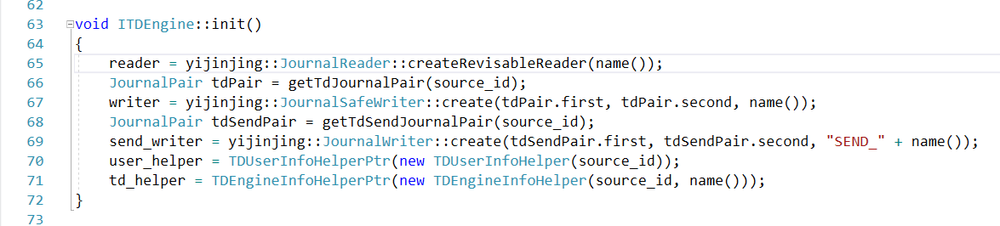 62
63 void ITDEngine::init()
64 {
65 reader = yijinjing::JournalReader::createRevisableReader(name());
66 JournalPair tdPair = getTdJournalPair(source_id);
67 writer = yijinjing::JournalSafeWriter::create(tdPair.first, tdPair.second, name());
68 JournalPair tdSendPair = getTdSendJournalPair(source_id);
69 send_writer = yijinjing::JournalWriter::create(tdSendPair.first, tdSendPair.second, "SEND_" + name());
70 user_helper = TDUserInfoHelperPtr(new TDUserInfoHelper(source_id));
71 td_helper = TDEngineInfoHelperPtr(new TDEngineInfoHelper(source_id, name()));
72 }
73